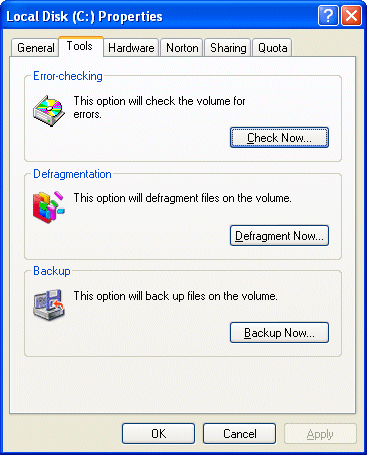 Local Disk (C:) Properties
General Tools Hardware Norton Sharing Quota
Error-checking
This option will check the volume for
errors.
Check Now...
Defragmentation
This option will defragment files on the volume.
Defragment Now...
Backup
This option will back up files on the volume.
Backup Now...
OK Cancel Apply